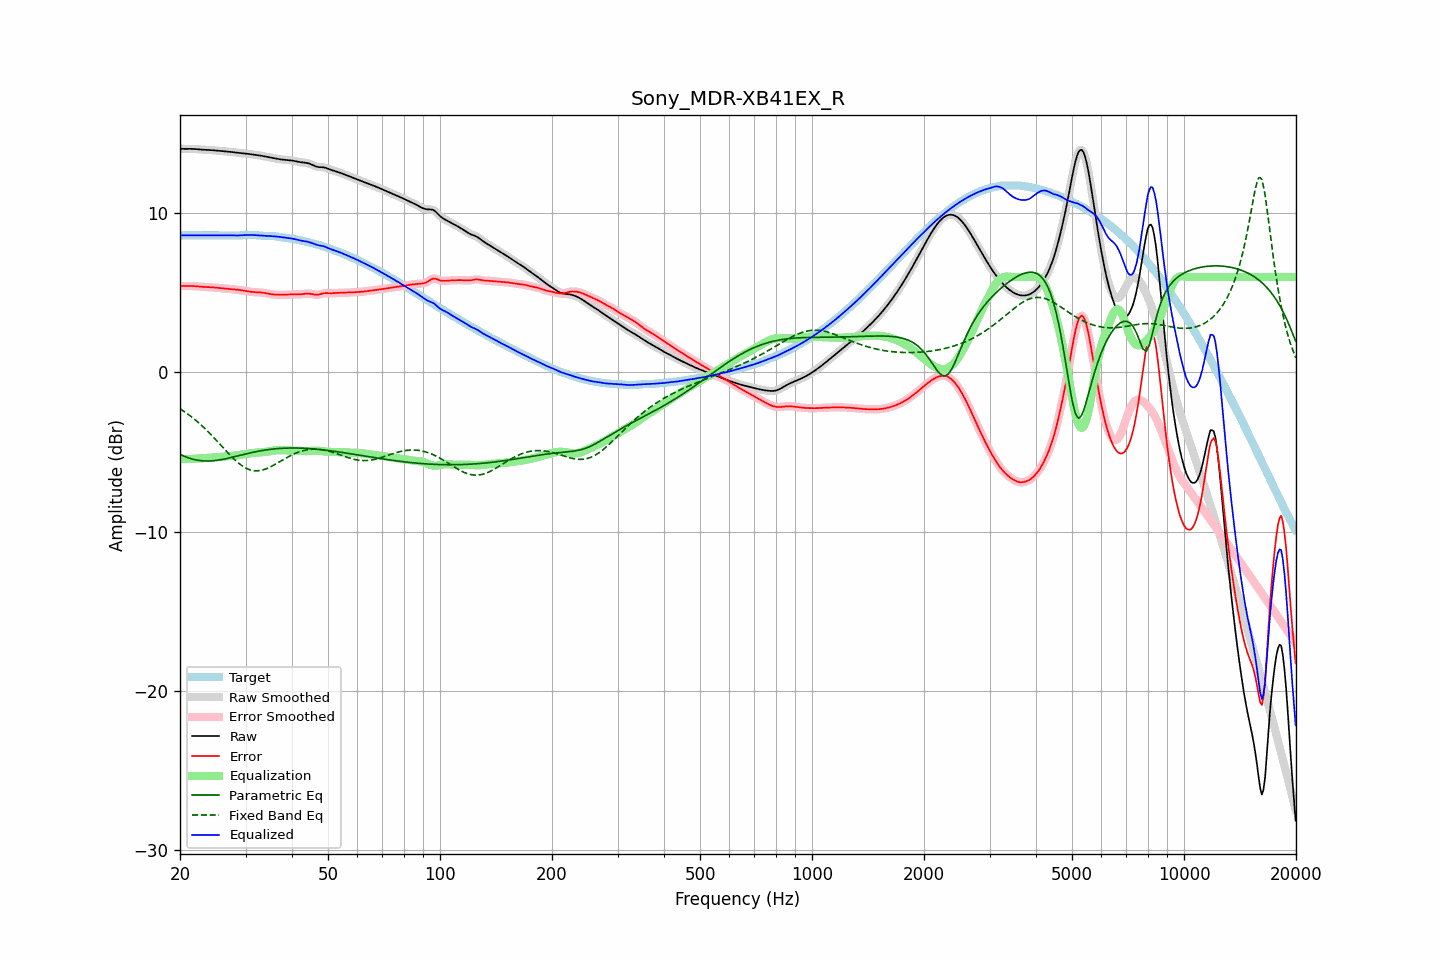 Sony_MDR-XB41EX_R
Amplitude (dBr)
10
0
−10
−20
−30
Target
Raw Smoothed
Error Smoothed
Raw
Error
Equalization
Parametric Eq
Fixed Band Eq
Equalized
20 50 100 200 500 1000 2000 5000 10000 20000
Frequency (Hz)